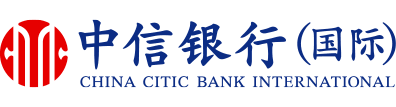 中信银行(国际)
CHINA CITIC BANK INTERNATIONAL